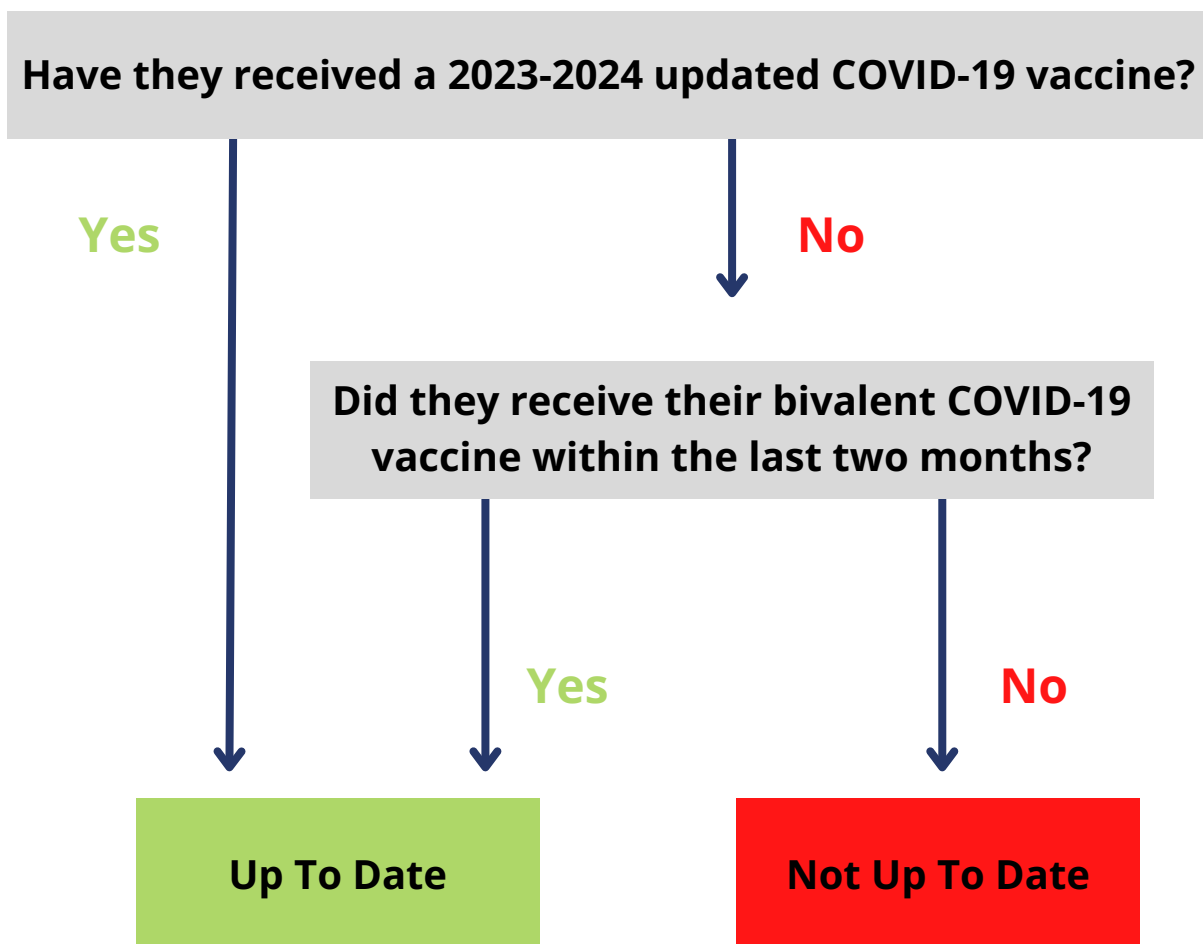 Have they received a 2023-2024 updated COVID-19 vaccine?
Yes
No
Did they receive their bivalent COVID-19
vaccine within the last two months?
Yes
No
Up To Date
Not Up To Date